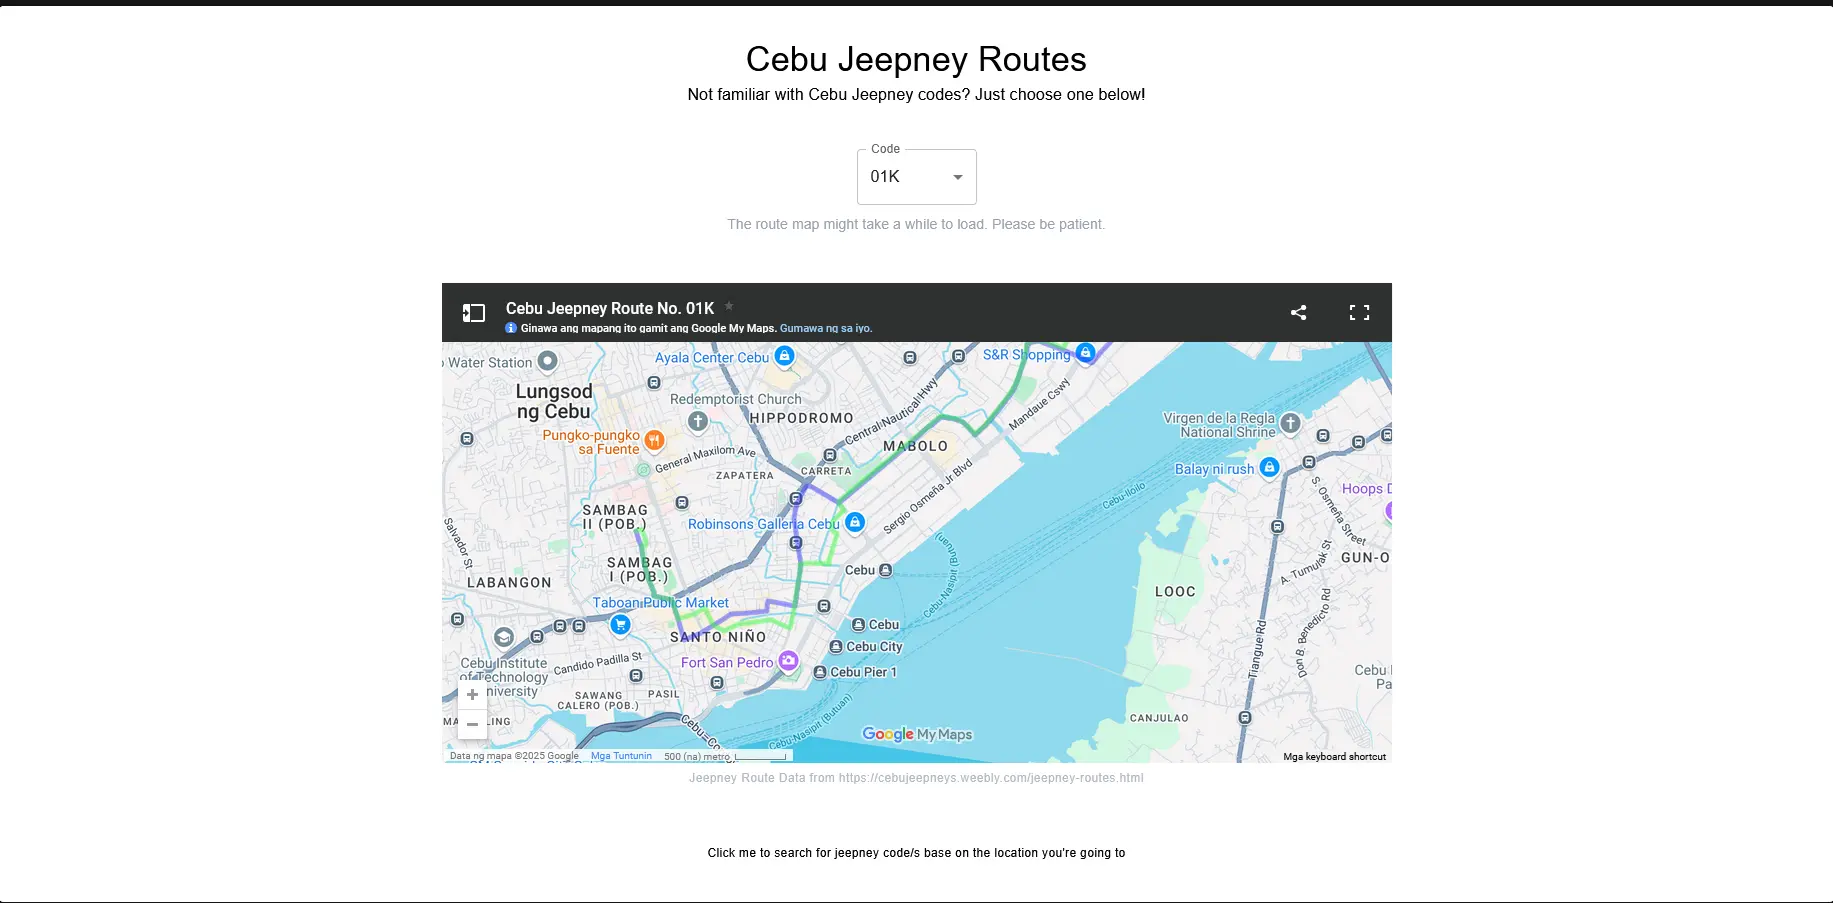 Cebu Jeepney Routes
Not familiar with Cebu Jeepney codes? Just choose one below!
Code
01K
The route map might take a while to load. Please be patient.
Cebu Jeepney Route No. 01K
Ginawa ang mapang ito gamit ang Google My Maps. Gumawa ng sa iyo.
Water Station
Ayala Center Cebu
S&R Shopping
Lungsod
ng Cebu
Redemptorist Church
HIPPODROMO
Central Nautical Hwy
Mandaue Cswy
Virgen de la Regla
National Shrine
Pungko-pungko
sa Fuente
General Maxilom Ave
MABOLO
CARRETA
ZAPATERA
Balay ni rush
S. Osmeña Street
Hoops
Sergio Osmeña Jr Blvd
Cebu-Iloilo
SAMBAG
II (POB.)
Robinsons Galleria Cebu
Salvador St
SAMBAG
I (POB.)
Cebu
Cebu-Nasipit (Butuan)
A. Tumulak St
GUN-O
LABANGON
LOOC
Taboan Public Market
Don B. Benedicto Rd
Cebu
SANTO NIÑO
Cebu City
Triangue Rd
Cebu Institute
of Technology
University
Candido Padilla St
Fort San Pedro
Cebu Pier 1
Cebu
Pa
+
SAWANG
CALERO (POB.)
PASIL
Cebu-Nasipit (Butuan)
CANJULAO
−
Google My Maps
Data ng mapa ©2025 Google
Mga Tuntunin
500 (na) metro
Mga keyboard shortcut
Jeepney Route Data from https://cebujeepneys.weebly.com/jeepney-routes.html
Click me to search for jeepney code/s base on the location you're going to